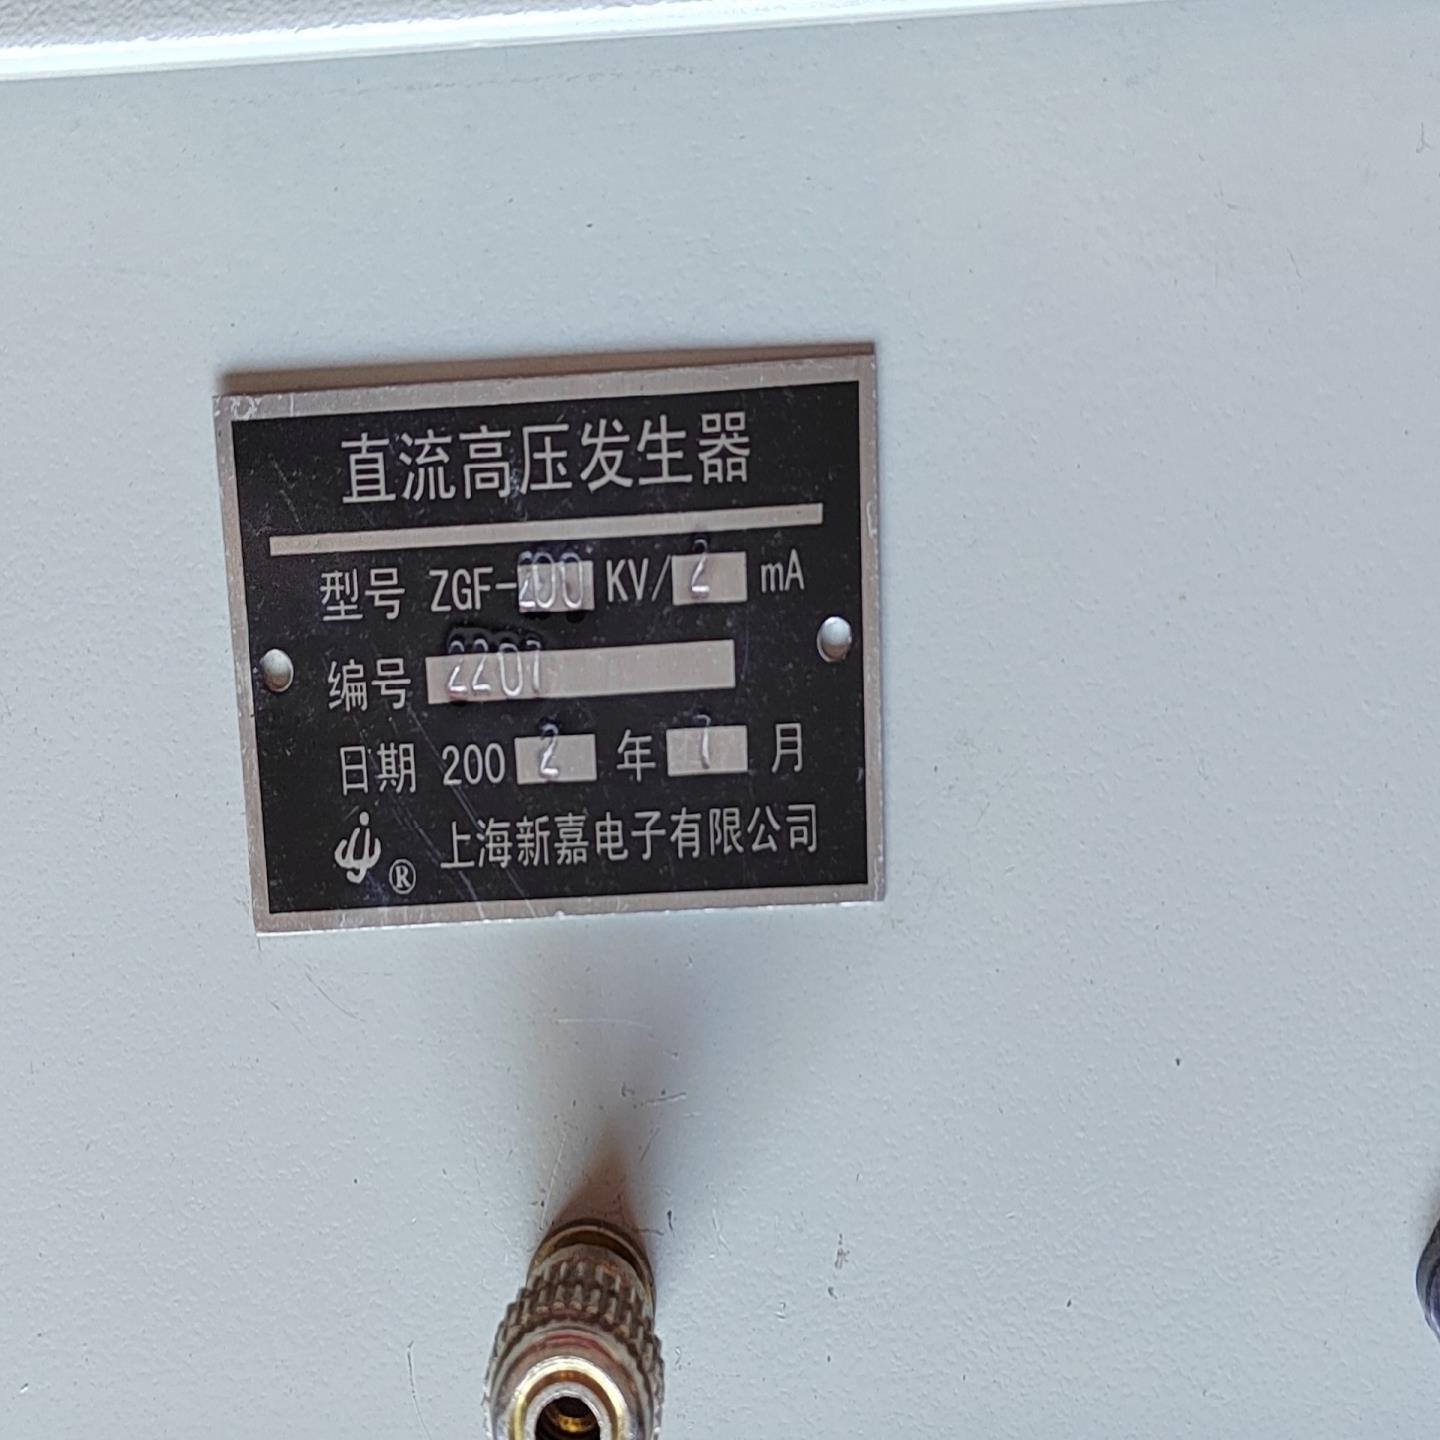 直流高压发生器
型号 ZGF-200 KV/2 mA
编号 2207
日期 2002 年 7 月
® 上海新嘉电子有限公司